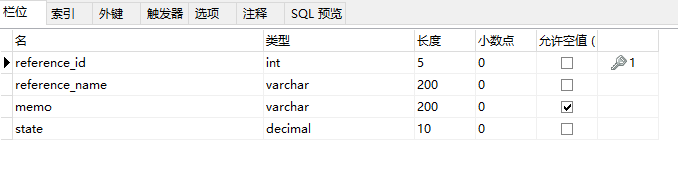 栏位 索引 外键 触发器 选项 注释 SQL 预览
名 类型 长度 小数点 允许空值 (
reference_id int 5 0 1
reference_name varchar 200 0
memo varchar 200 0
state decimal 10 0